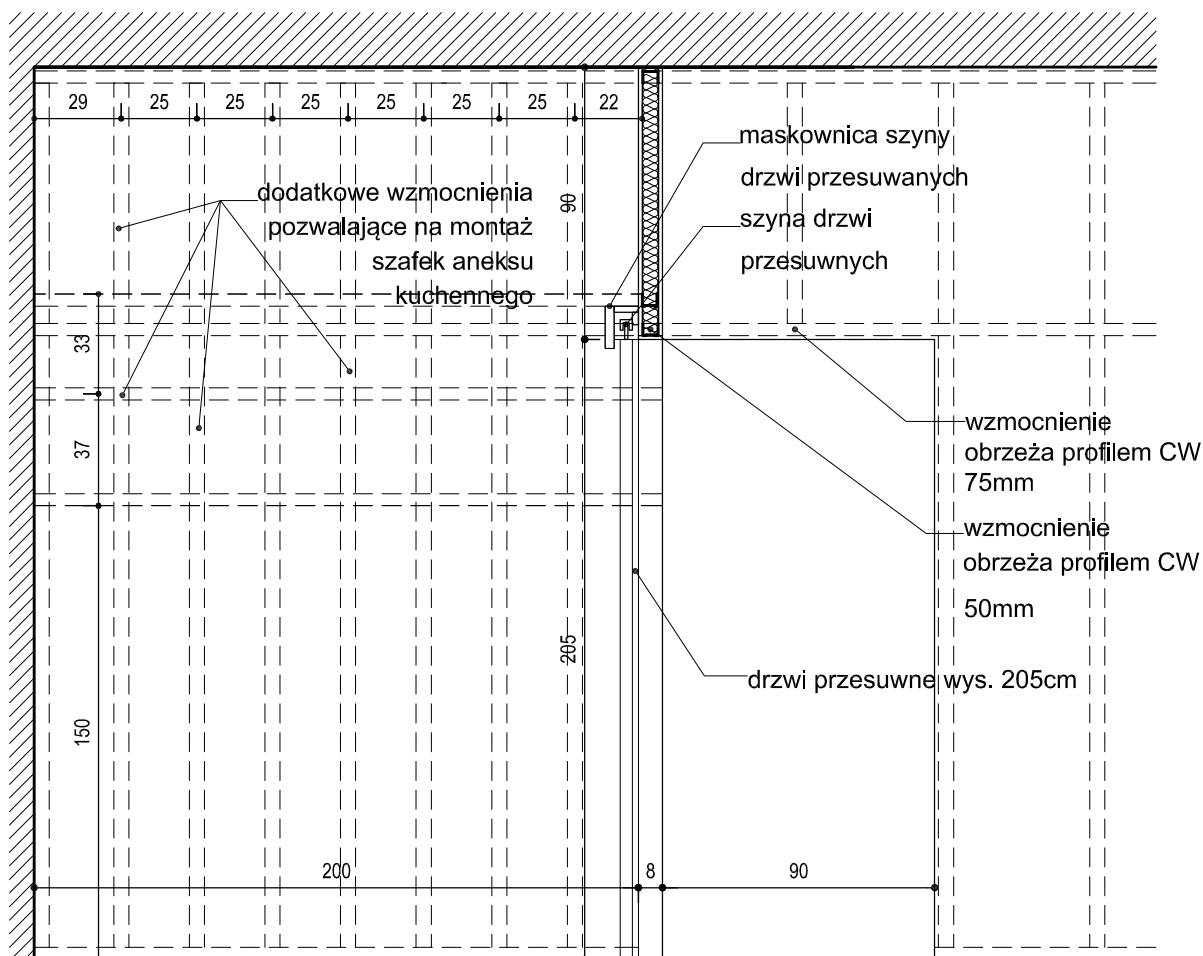 29 25 25 25 25 25 25 22
maskownica szyny
drzwi przesuwanych
szyna drzwi
przesuwnych
dodatkowe wzmocnienia
pozwalające na montaż
szafek aneksu
kuchennego
90
33
37
wzmocnienie
obrzeża profilem CW
75mm
wzmocnienie
obrzeża profilem CW
50mm
205
drzwi przesuwne wys. 205cm
150
200 8 90